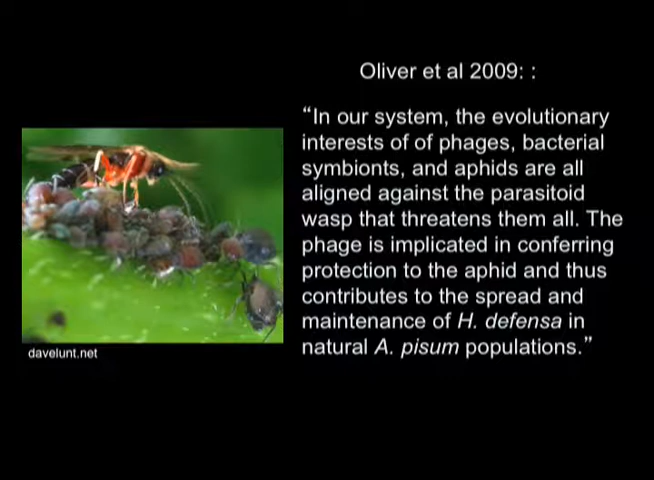 Oliver et al 2009: :
“In our system, the evolutionary
interests of of phages, bacterial
symbionts, and aphids are all
aligned against the parasitoid
wasp that threatens them all. The
phage is implicated in conferring
protection to the aphid and thus
contributes to the spread and
maintenance of H. defensa in
natural A. pisum populations.”
davelunt.net